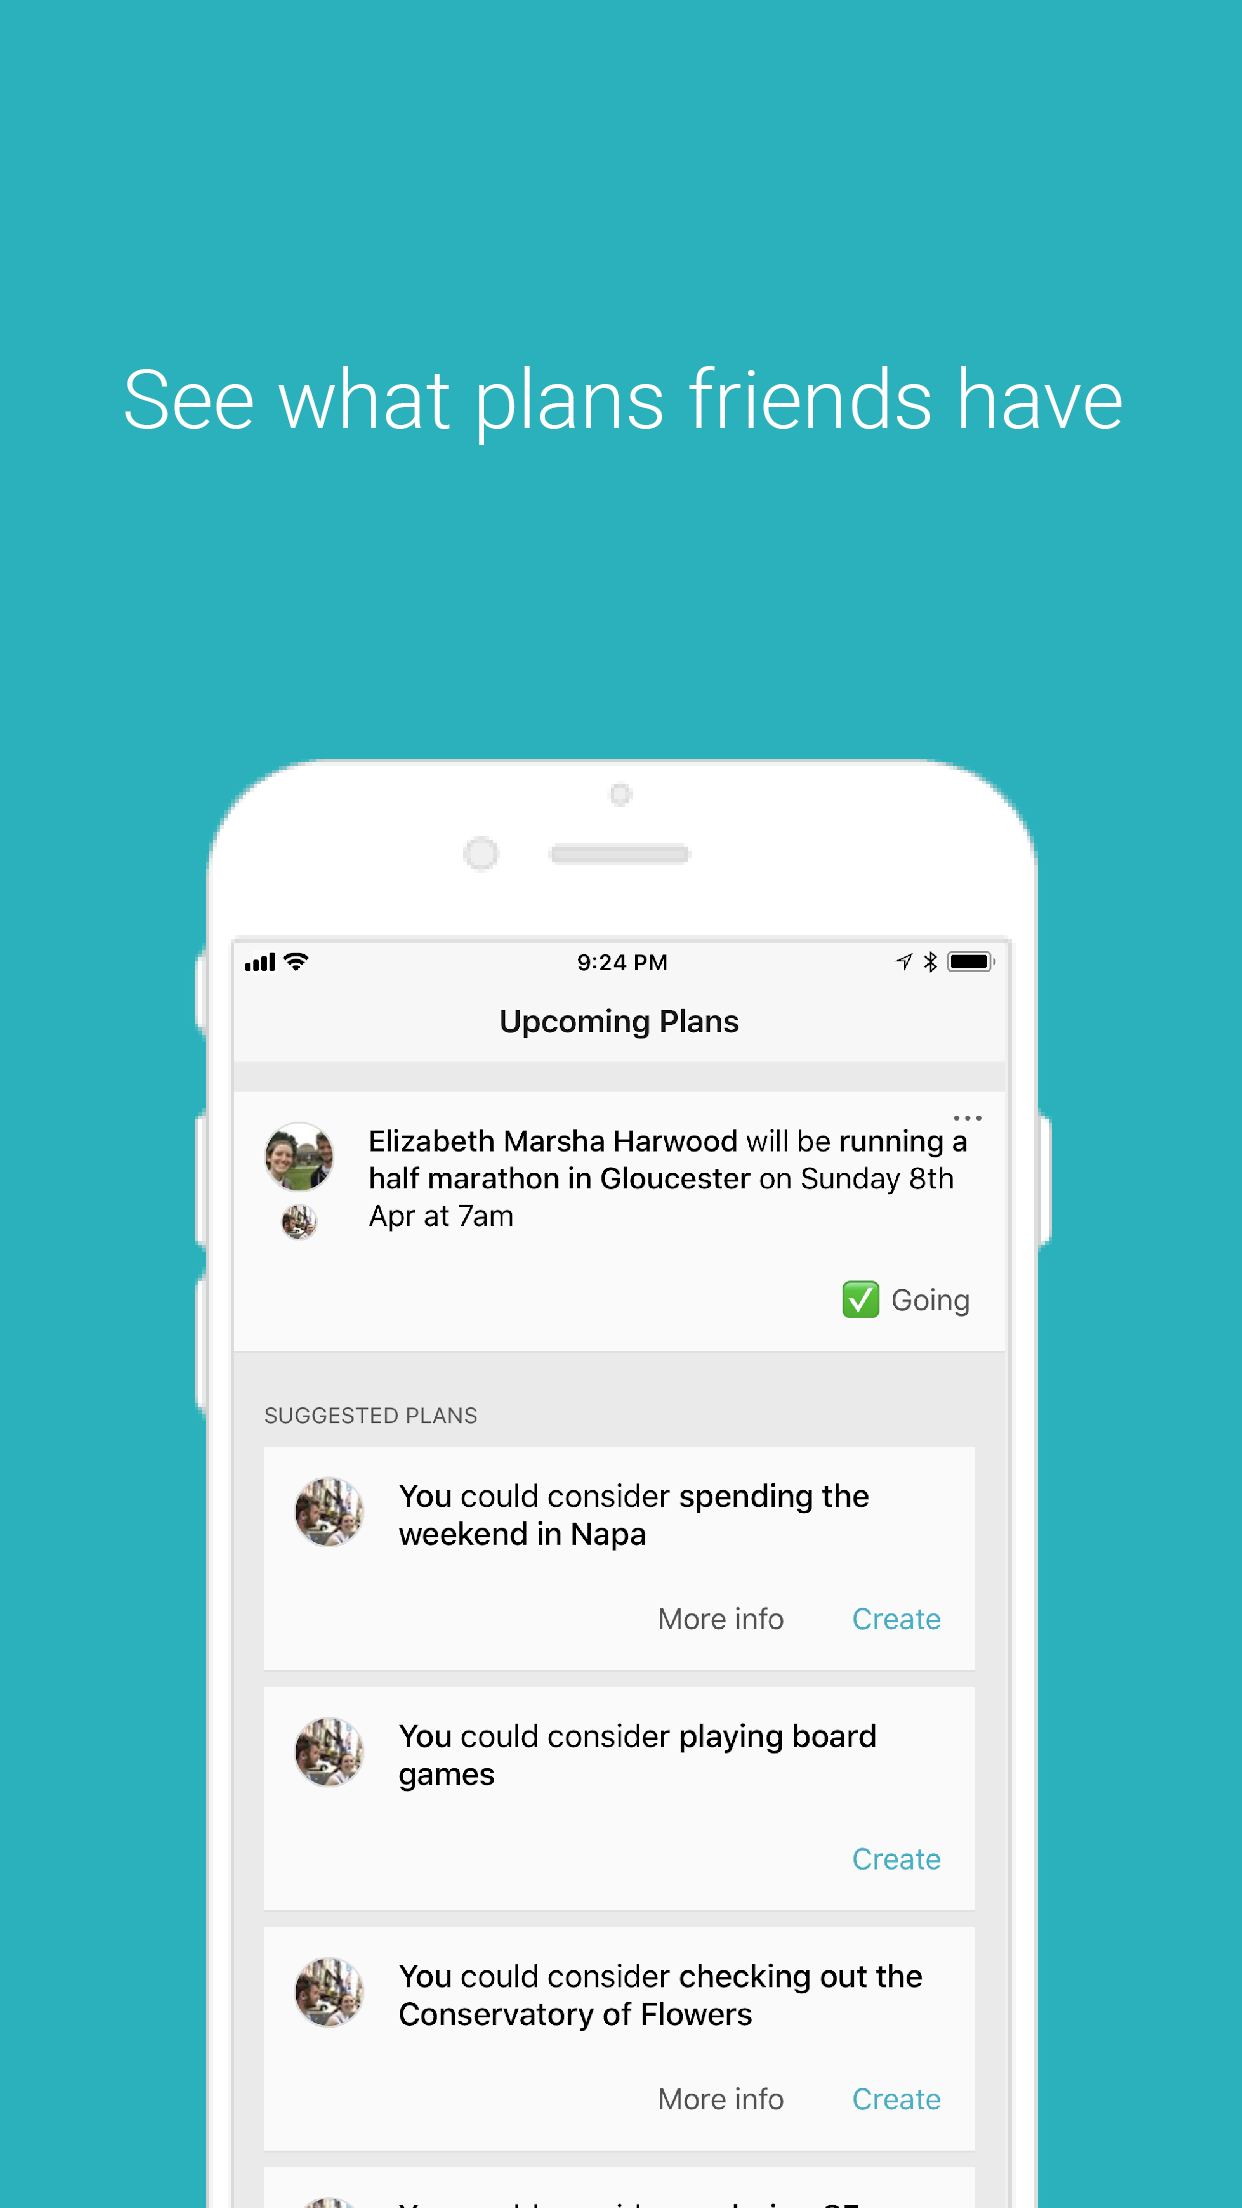 See what plans friends have
9:24 PM
Upcoming Plans
Elizabeth Marsha Harwood will be running a
half marathon in Gloucester on Sunday 8th
Apr at 7am
Going
SUGGESTED PLANS
You could consider spending the
weekend in Napa
More info Create
You could consider playing board
games
Create
You could consider checking out the
Conservatory of Flowers
More info Create